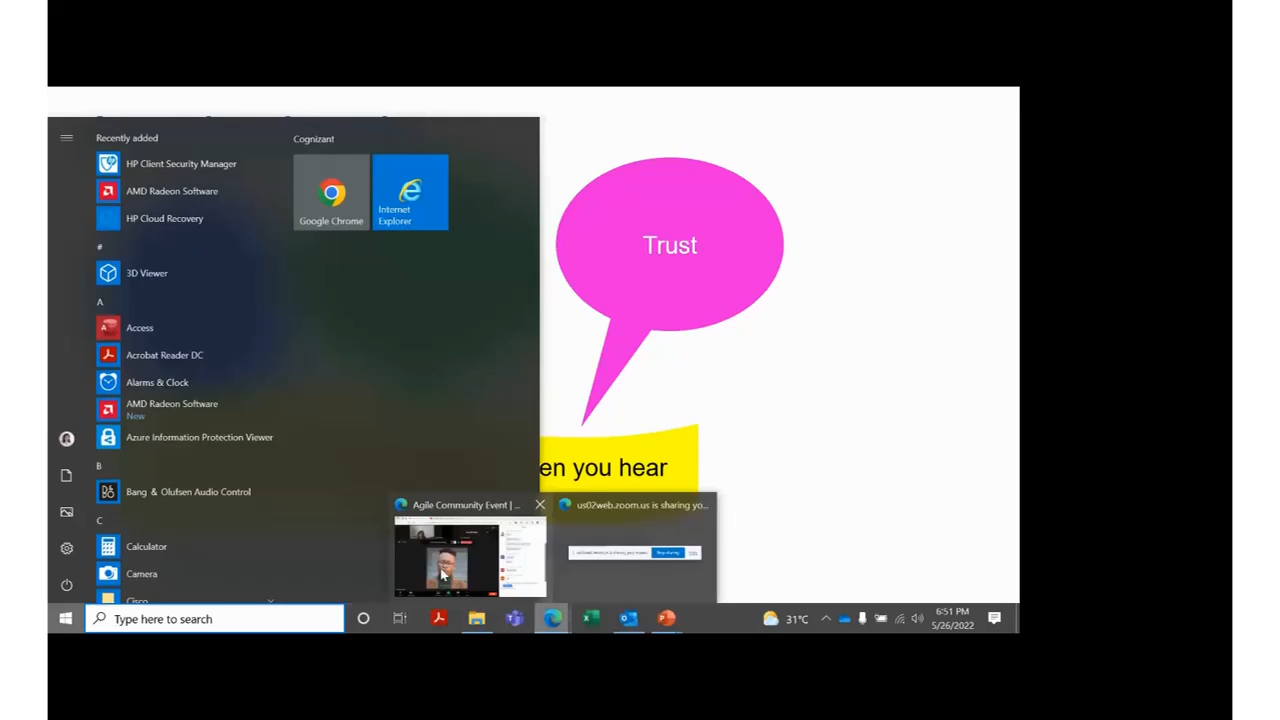 Recently added
HP Client Security Manager
AMD Radeon Software
HP Cloud Recovery
#
3D Viewer
A
Access
Acrobat Reader DC
Alarms & Clock
AMD Radeon Software
New
Azure Information Protection Viewer
B
Bang & Olufsen Audio Control
C
Calculator
Camera
Cisco
Cognizant
Google Chrome
Internet
Explorer
Trust
en you hear
Agile Community Event | ...
us02web.zoom.us is sharing yo...
Stop sharing
Type here to search
31°C
6:51 PM
5/26/2022